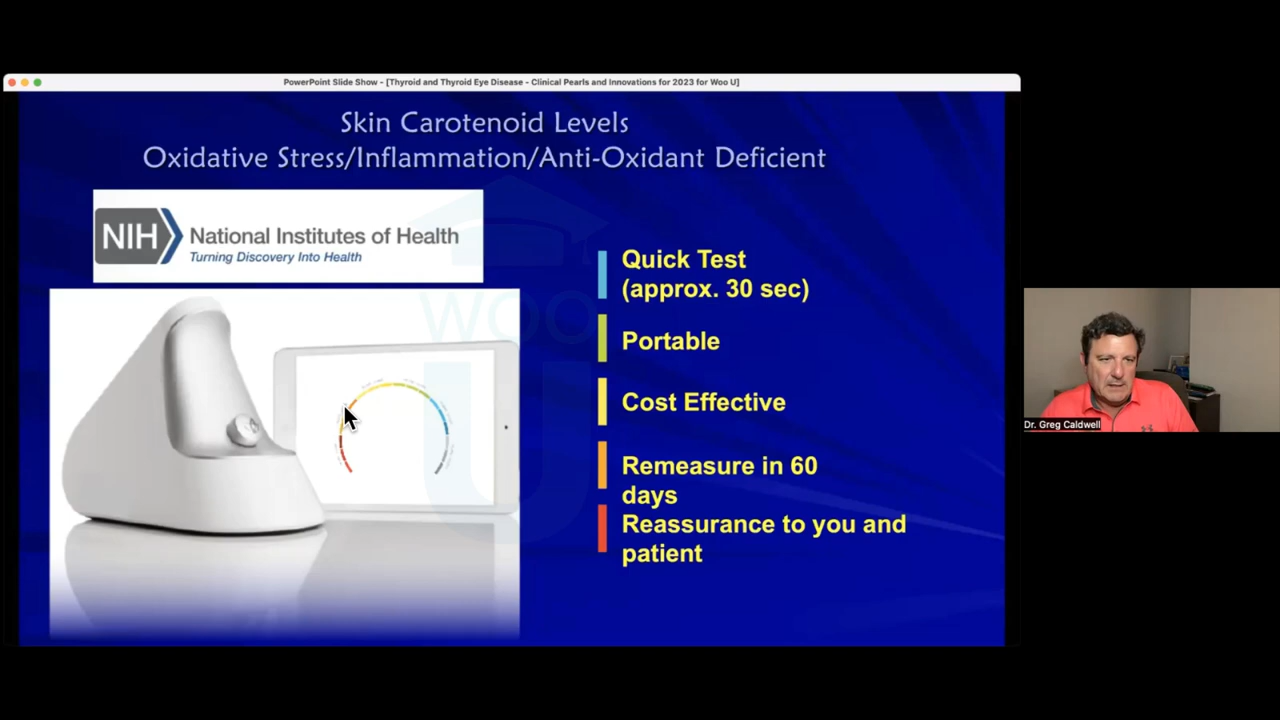 PowerPoint Slide Show - [Thyroid and Thyroid Eye Disease - Clinical Pearls and Innovations for 2023 for Woo U]
Skin Carotenoid Levels
Oxidative Stress/Inflammation/Anti-Oxidant Deficient
NIH
National Institutes of Health
Turning Discovery Into Health
WOO
U
Quick Test
(approx. 30 sec)
Portable
Cost Effective
Remeasure in 60
days
Reassurance to you and
patient
Dr. Greg Caldwell